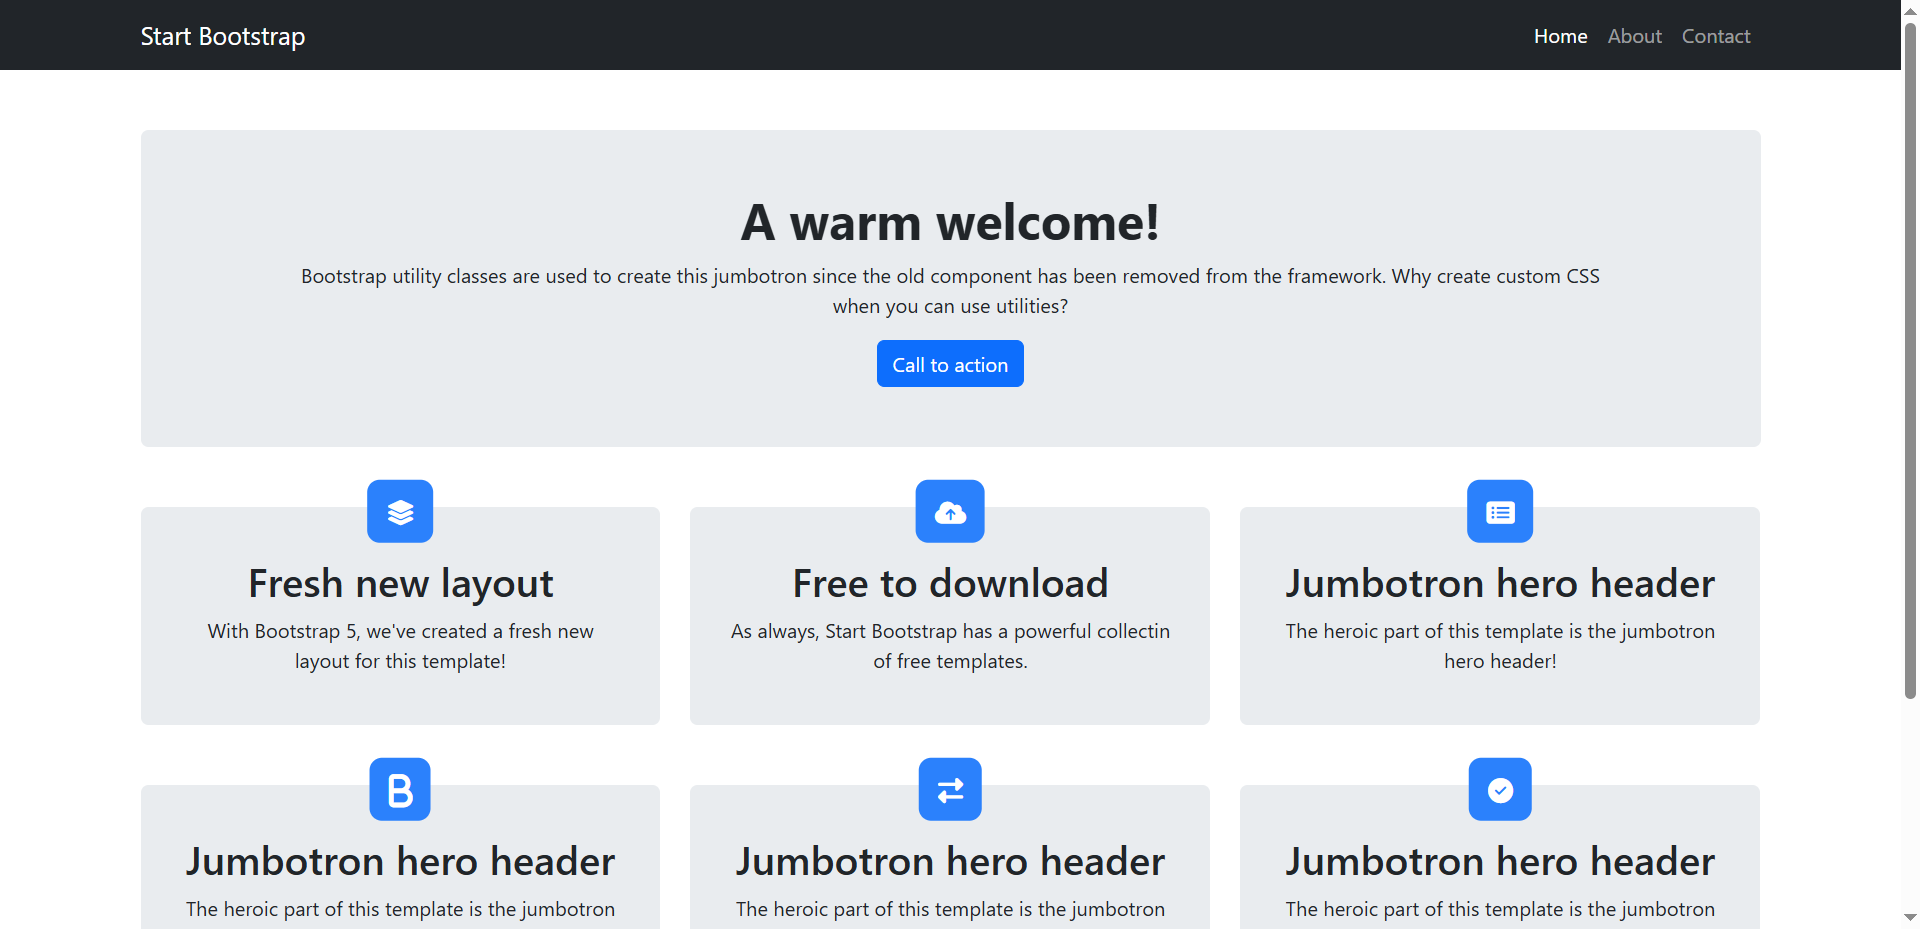 Start Bootstrap
Home About Contact
A warm welcome!
Bootstrap utility classes are used to create this jumbotron since the old component has been removed from the framework. Why create custom CSS
when you can use utilities?
Call to action
Fresh new layout
With Bootstrap 5, we've created a fresh new
layout for this template!
Free to download
As always, Start Bootstrap has a powerful collectin
of free templates.
Jumbotron hero header
The heroic part of this template is the jumbotron
hero header!
B
Jumbotron hero header
The heroic part of this template is the jumbotron
Jumbotron hero header
The heroic part of this template is the jumbotron
Jumbotron hero header
The heroic part of this template is the jumbotron